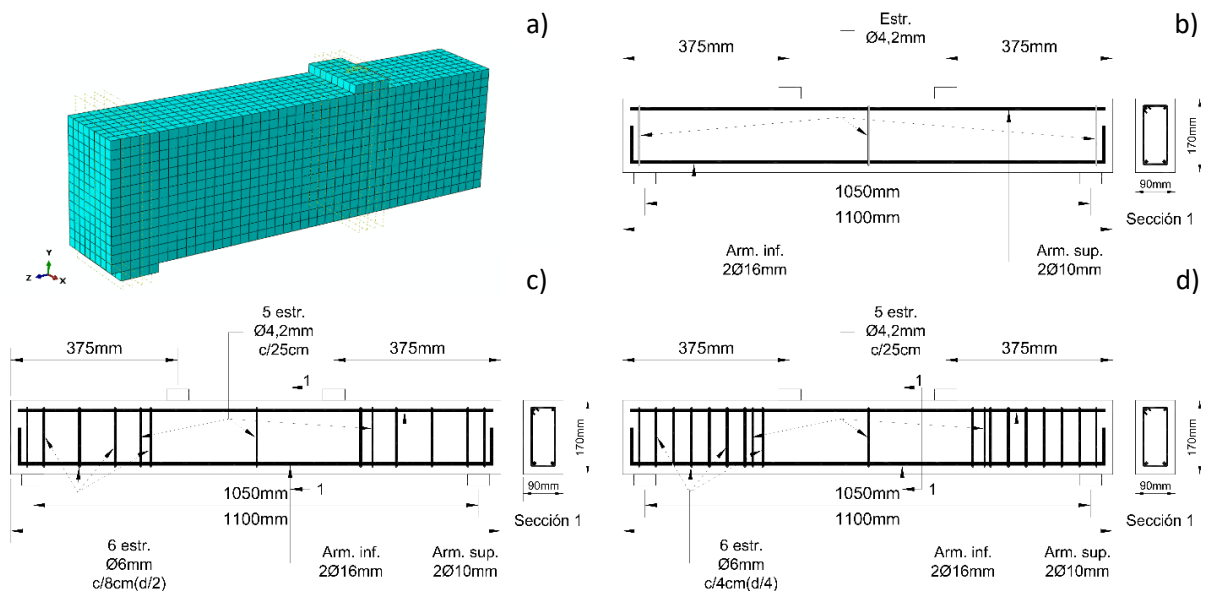 a)
Y
Z
X
b)
Estr.
Ø4,2mm
375mm
375mm
170mm
1050mm
90mm
1100mm
Sección 1
Arm. inf.
2Ø16mm
Arm. sup.
2Ø10mm
c)
5 estr.
Ø4,2mm
c/25cm
375mm
375mm
1
170mm
1050mm
1
90mm
1100mm
Sección 1
6 estr.
Ø6mm
c/8cm(d/2)
Arm. inf.
2Ø16mm
Arm. sup.
2Ø10mm
d)
5 estr.
Ø4,2mm
c/25cm
375mm
375mm
1
170mm
1050mm
1
90mm
1100mm
Sección 1
6 estr.
Ø6mm
c/4cm(d/4)
Arm. inf.
2Ø16mm
Arm. sup.
2Ø10mm